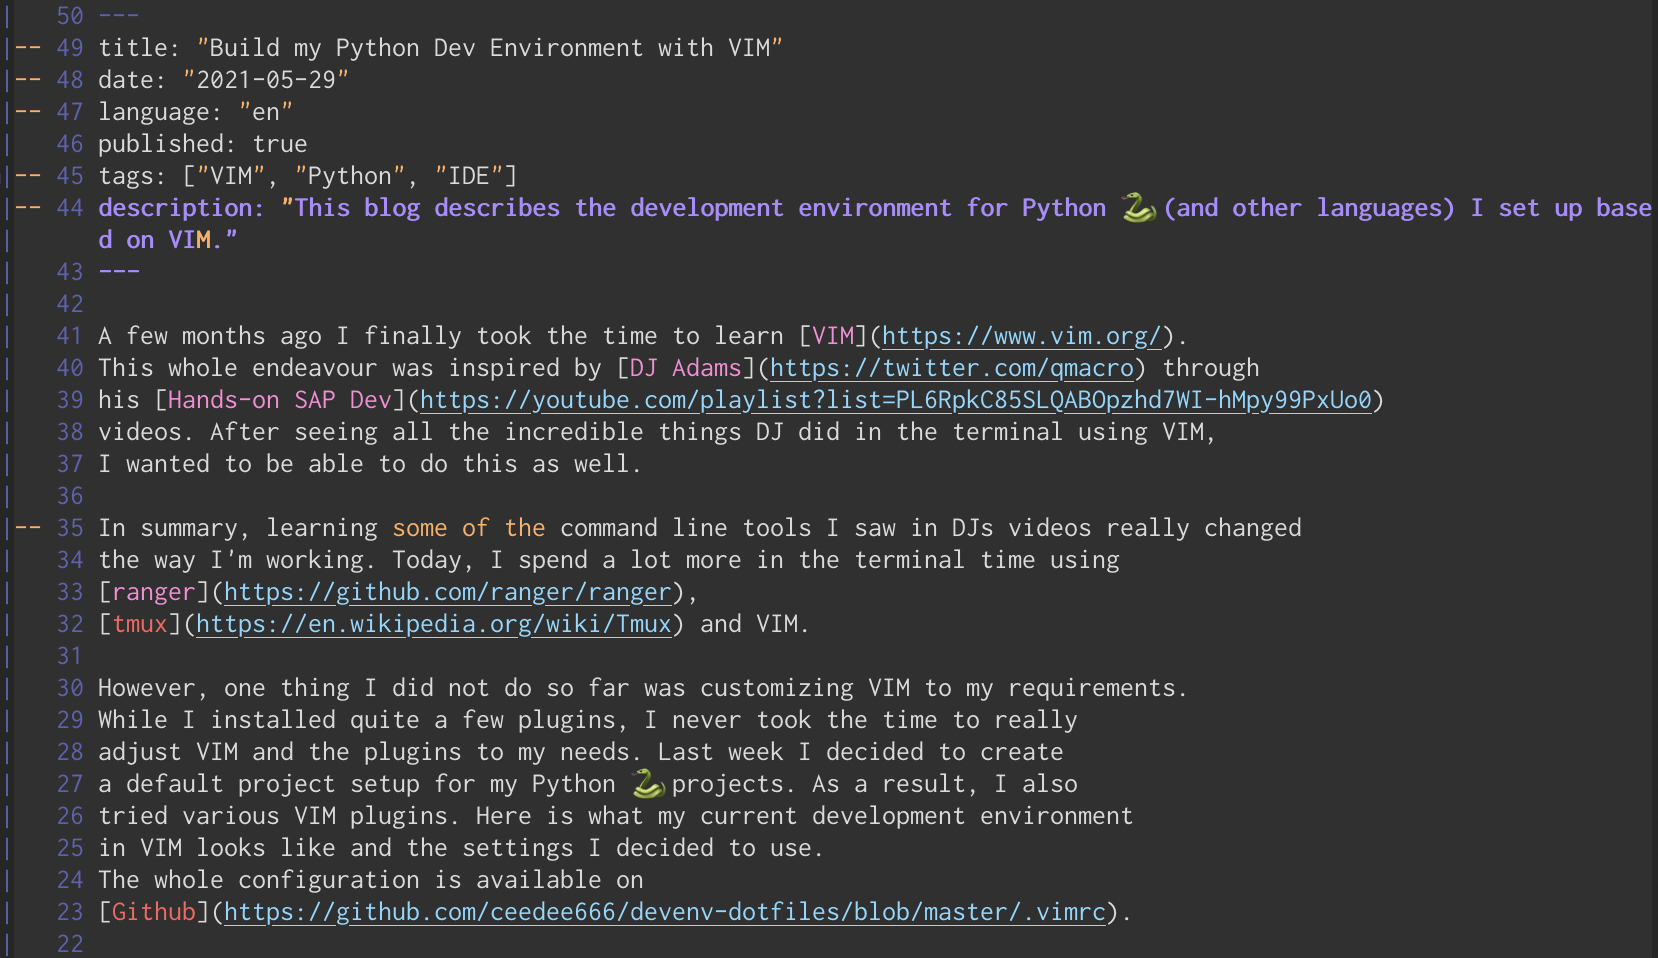 50 ---
-- 49 title: "Build my Python Dev Environment with VIM"
-- 48 date: "2021-05-29"
-- 47 language: "en"
46 published: true
-- 45 tags: ["VIM", "Python", "IDE"]
-- 44 description: "This blog describes the development environment for Python 🐍 (and other languages) I set up base
d on VIM."
43 ---
42
41 A few months ago I finally took the time to learn [VIM](https://www.vim.org/).
40 This whole endeavour was inspired by [DJ Adams](https://twitter.com/qmacro) through
39 his [Hands-on SAP Dev](https://youtube.com/playlist?list=PL6RpkC85SLQABOpzhd7WI-hMpy99PxUo0)
38 videos. After seeing all the incredible things DJ did in the terminal using VIM,
37 I wanted to be able to do this as well.
36
-- 35 In summary, learning some of the command line tools I saw in DJs videos really changed
34 the way I'm working. Today, I spend a lot more in the terminal time using
33 [ranger](https://github.com/ranger/ranger),
32 [tmux](https://en.wikipedia.org/wiki/Tmux) and VIM.
31
30 However, one thing I did not do so far was customizing VIM to my requirements.
29 While I installed quite a few plugins, I never took the time to really
28 adjust VIM and the plugins to my needs. Last week I decided to create
27 a default project setup for my Python 🐍 projects. As a result, I also
26 tried various VIM plugins. Here is what my current development environment
25 in VIM looks like and the settings I decided to use.
24 The whole configuration is available on
23 [Github](https://github.com/ceedee666/devenv-dotfiles/blob/master/.vimrc).
22